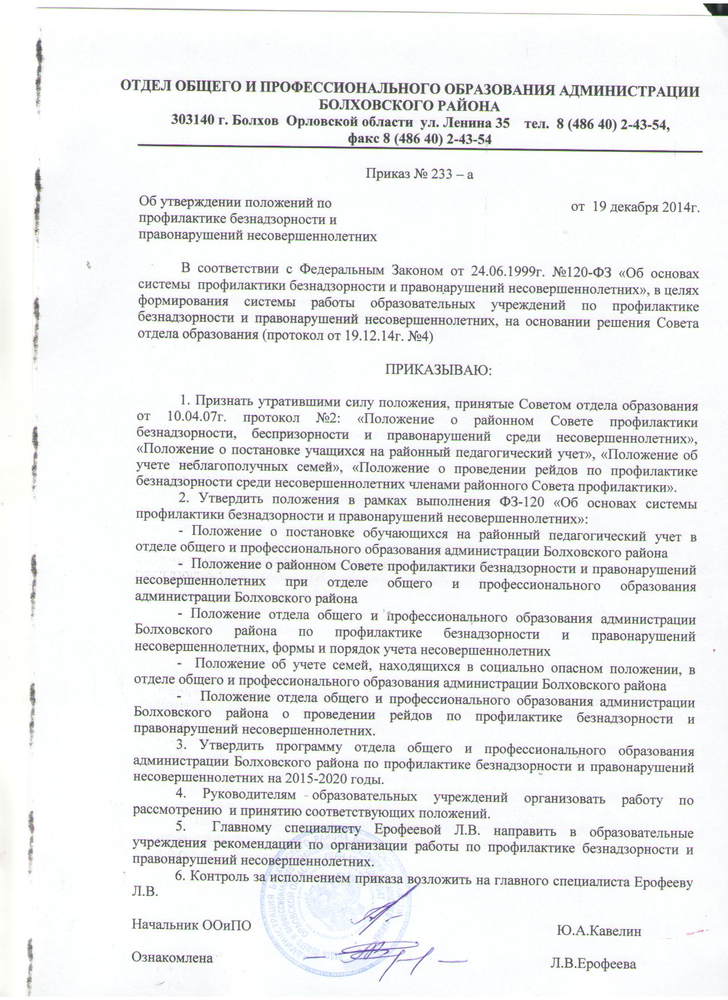 ОТДЕЛ ОБЩЕГО И ПРОФЕССИОНАЛЬНОГО ОБРАЗОВАНИЯ АДМИНИСТРАЦИИ
БОЛХОВСКОГО РАЙОНА
303140 г. Болхов Орловской области ул. Ленина 35 тел. 8 (486 40) 2-43-54,
факс 8 (486 40) 2-43-54
Приказ № 233 – а
Об утверждении положений по
от 19 декабря 2014г.
профилактике безнадзорности и
правонарушений несовершеннолетних
В соответствии с Федеральным Законом от 24.06.1999г. №120-ФЗ «Об основах
системы профилактики безнадзорности и правонарушений несовершеннолетних», в целях
формирования системы работы образовательных учреждений по профилактике
безнадзорности и правонарушений несовершеннолетних, на основании решения Совета
отдела образования (протокол от 19.12.14г. №4)
ПРИКАЗЫВАЮ:
1. Признать утратившими силу положения, принятые Советом отдела образования
от 10.04.07г. протокол №2: «Положение о районном Совете профилактики
безнадзорности, беспризорности и правонарушений среди несовершеннолетних»,
«Положение о постановке учащихся на районный педагогический учет», «Положение об
учете неблагополучных семей», «Положение о проведении рейдов по профилактике
безнадзорности среди несовершеннолетних членами районного Совета профилактики».
2. Утвердить положения в рамках выполнения ФЗ-120 «Об основах системы
профилактики безнадзорности и правонарушений несовершеннолетних»:
- Положение о постановке обучающихся на районный педагогический учет в
отделе общего и профессионального образования администрации Болховского района
- Положение о районном Совете профилактики безнадзорности и правонарушений
несовершеннолетних при отделе общего и профессионального образования
администрации Болховского района
- Положение отдела общего и профессионального образования администрации
Болховского района по профилактике безнадзорности и правонарушений
несовершеннолетних, формы и порядок учета несовершеннолетних
- Положение об учете семей, находящихся в социально опасном положении, в
отделе общего и профессионального образования администрации Болховского района
- Положение отдела общего и профессионального образования администрации
Болховского района о проведении рейдов по профилактике безнадзорности и
правонарушений несовершеннолетних.
3. Утвердить программу отдела общего и профессионального образования
администрации Болховского района по профилактике безнадзорности и правонарушений
несовершеннолетних на 2015-2020 годы.
4. Руководителям образовательных учреждений организовать работу по
рассмотрению и принятию соответствующих положений.
5. Главному специалисту Ерофеевой Л.В. направить в образовательные
учреждения рекомендации по организации работы по профилактике безнадзорности и
правонарушений несовершеннолетних.
6. Контроль за исполнением приказа возложить на главного специалиста Ерофееву
Л.В.
Начальник ООиПО
Ю.А.Кавелин
Ознакомлена
Л.В.Ерофеева